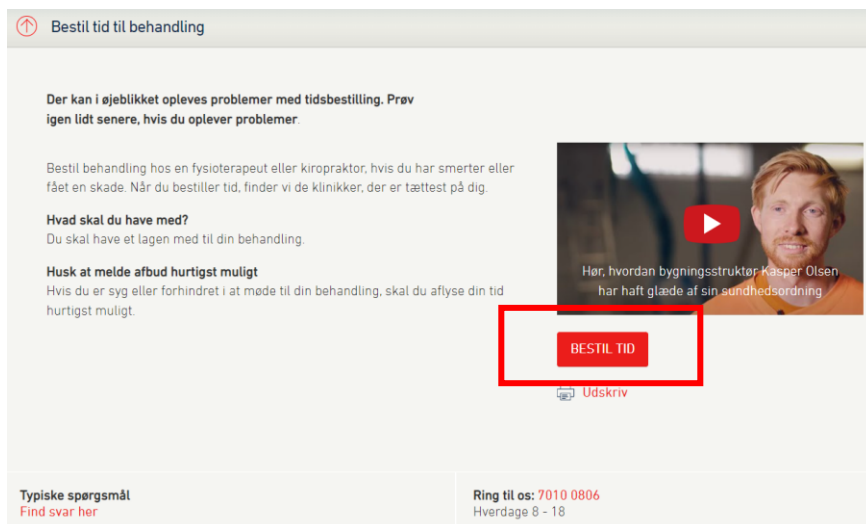 Bestil tid til behandling
Der kan i øjeblikket opleves problemer med tidsbestilling. Prøv
igen lidt senere, hvis du oplever problemer.
Bestil behandling hos en fysioterapeut eller kiropraktor, hvis du har smerter eller
fået en skade. Når du bestiller tid, finder vi de klinikker, der er tættest på dig.
Hvad skal du have med?
Du skal have et lagen med til din behandling.
Husk at melde afbud hurtigst muligt
Hvis du er syg eller forhindret i at møde til din behandling, skal du aflyse din tid
hurtigst muligt.
Hør, hvordan bygningsstruktør Kasper Olsen
har haft glæde af sin sundhedsordning
BESTIL TID
Udskriv
Typiske spørgsmål
Find svar her
Ring til os: 7010 0806
Hverdage 8 - 18